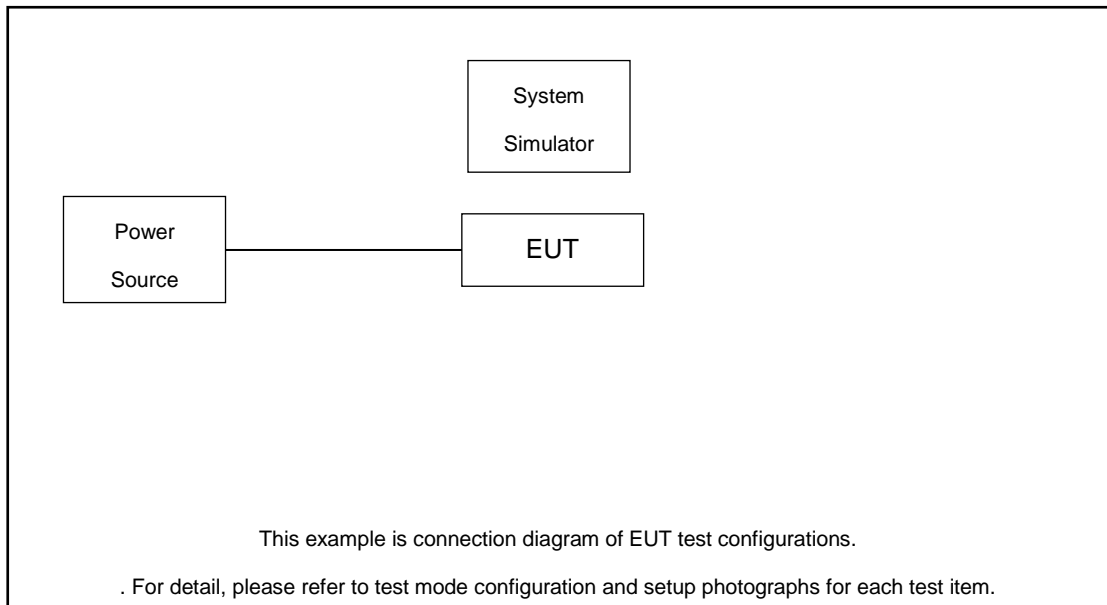 System
Simulator
Power
Source
EUT
This example is connection diagram of EUT test configurations.
. For detail, please refer to test mode configuration and setup photographs for each test item.